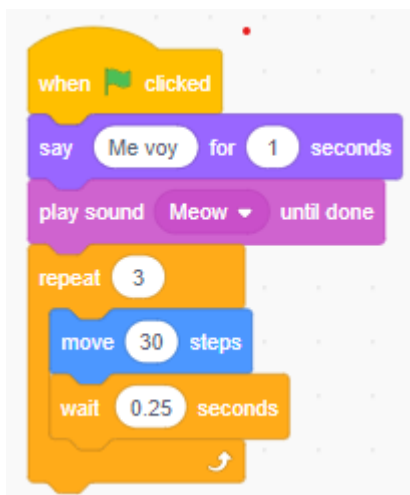 when clicked
say Me voy for 1 seconds
play sound Meow until done
repeat 3
move 30 steps
wait 0.25 seconds